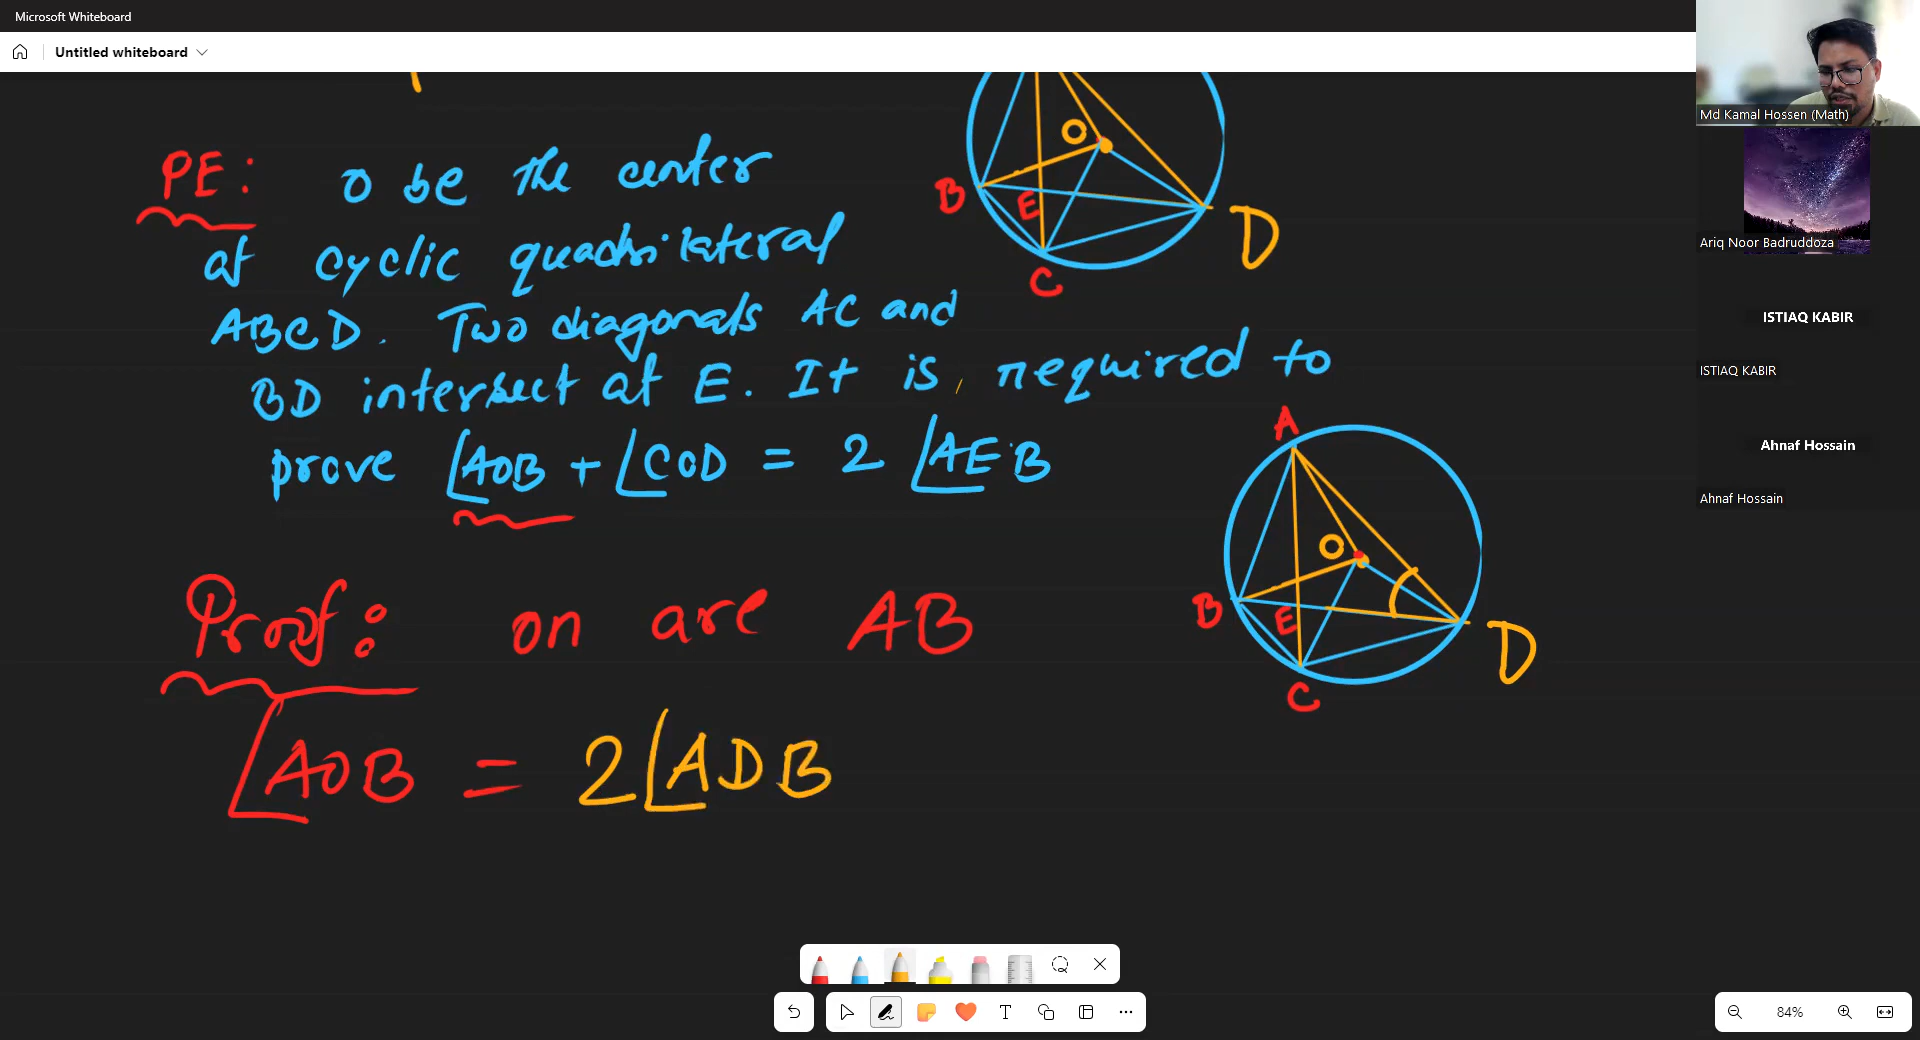 Microsoft Whiteboard
Untitled whiteboard
PE: O be the center
of cyclic quadrilateral
ABCD. Two diagonals AC and
BD intersect at E. It is required to
prove ∠AOB + ∠COD = 2 ∠AEB
Proof: on arc AB
∠AOB = 2∠ADB
O
B
E
D
C
A
O
B
E
D
C
Md Kamal Hossen (Math)
Ariq Noor Badruddoza
ISTIAQ KABIR
ISTIAQ KABIR
Ahnaf Hossain
Ahnaf Hossain
T
84%